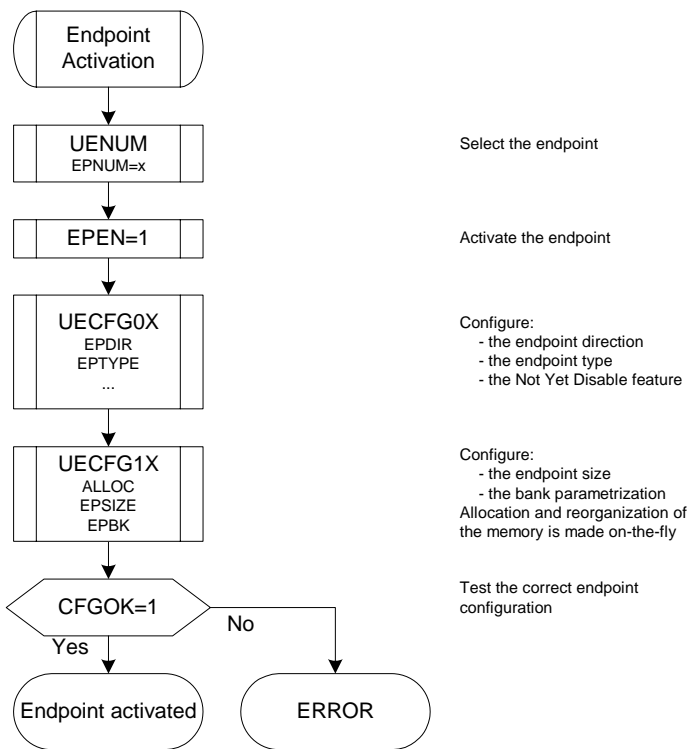 Endpoint
Activation
UENUM
EPNUM=x
Select the endpoint
EPEN=1
Activate the endpoint
UECFG0X
EPDIR
EPTYPE
...
Configure:
- the endpoint direction
- the endpoint type
- the Not Yet Disable feature
UECFG1X
ALLOC
EPSIZE
EPBK
Configure:
- the endpoint size
- the bank parametrization
Allocation and reorganization of
the memory is made on-the-fly
CFGOK=1
Test the correct endpoint
configuration
No
Yes
Endpoint activated
ERROR